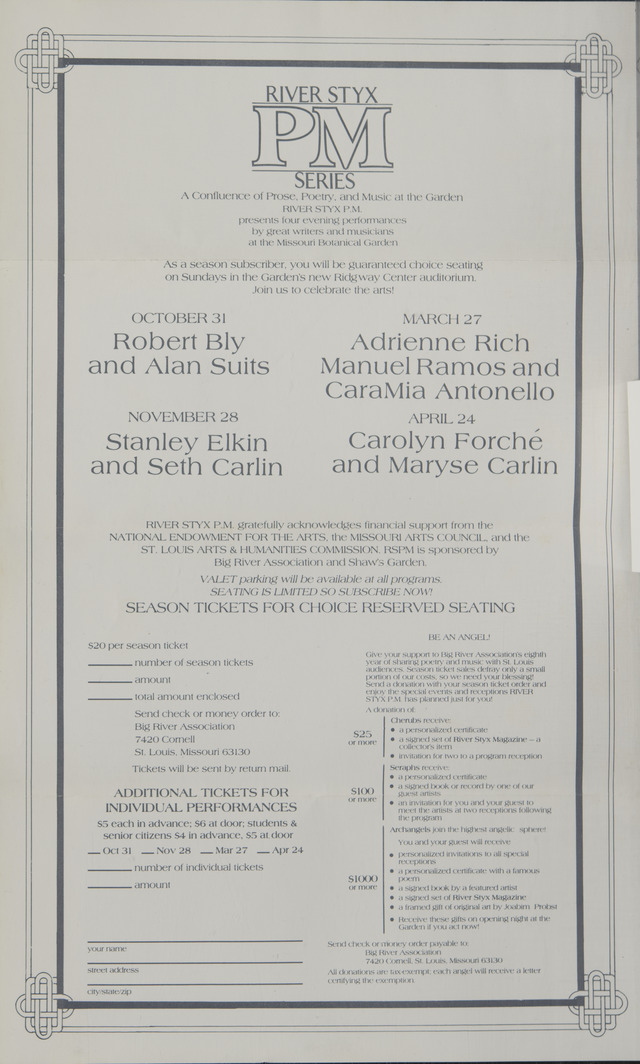 RIVER STYX
PM
SERIES
A Confluence of Prose, Poetry, and Music at the Garden
RIVER STYX P.M.
presents four evening performances
by great writers and musicians
at the Missouri Botanical Garden
As a season subscriber, you will be guaranteed choice seating
on Sundays in the Garden's new Ridgway Center auditorium.
Join us to celebrate the arts!
OCTOBER 31
Robert Bly
and Alan Suits
NOVEMBER 28
Stanley Elkin
and Seth Carlin
MARCH 27
Adrienne Rich
Manuel Ramos and
CaraMia Antonello
APRIL 24
Carolyn Forché
and Maryse Carlin
RIVER STYX P.M. gratefully acknowledges financial support from the
NATIONAL ENDOWMENT FOR THE ARTS, the MISSOURI ARTS COUNCIL, and the
ST. LOUIS ARTS & HUMANITIES COMMISSION. RSPM is sponsored by
Big River Association and Shaw's Garden.
VALET parking will be available at all programs.
SEATING IS LIMITED SO SUBSCRIBE NOW!
SEASON TICKETS FOR CHOICE RESERVED SEATING
$20 per season ticket
number of season tickets
amount
total amount enclosed
Send check or money order to:
Big River Association
7420 Cornell
St. Louis, Missouri 63130
Tickets will be sent by return mail.
ADDITIONAL TICKETS FOR
INDIVIDUAL PERFORMANCES
$5 each in advance; $6 at door; students &
senior citizens $4 in advance, $5 at door
Oct 31 Nov 28 Mar 27 Apr 24
number of individual tickets
amount
your name
street address
city/state/zip
BE AN ANGEL!
Give your support to Big River Association's eighth
year of sharing poetry and music with St. Louis
audiences. Season ticket sales defray only a small
portion of our costs, so we need your blessing!
Send a donation with your season ticket order and
enjoy the special events and receptions RIVER
STYX P.M. has planned just for you!
A donation of:
$25
or more
Cherubs receive:
• a personalized certificate
• a signed set of River Styx Magazine – a
collector's item
• invitation for two to a program reception
$100
or more
Seraphs receive:
• a personalized certificate
• a signed book or record by one of our
guest artists
• an invitation for you and your guest to
meet the artists at two receptions following
the program
$1000
or more
Archangels join the highest angelic sphere!
You and your guest will receive
• personalized invitations to all special
receptions
• a personalized certificate with a famous
poem
• a signed book by a featured artist
• a signed set of River Styx Magazine
• a framed gift of original art by Joabim Probst
• Receive these gifts on opening night at the
Garden if you act now!
Send check or money order payable to:
Big River Association
7420 Cornell, St. Louis, Missouri 63130
All donations are tax-exempt; each angel will receive a letter
certifying the exemption.